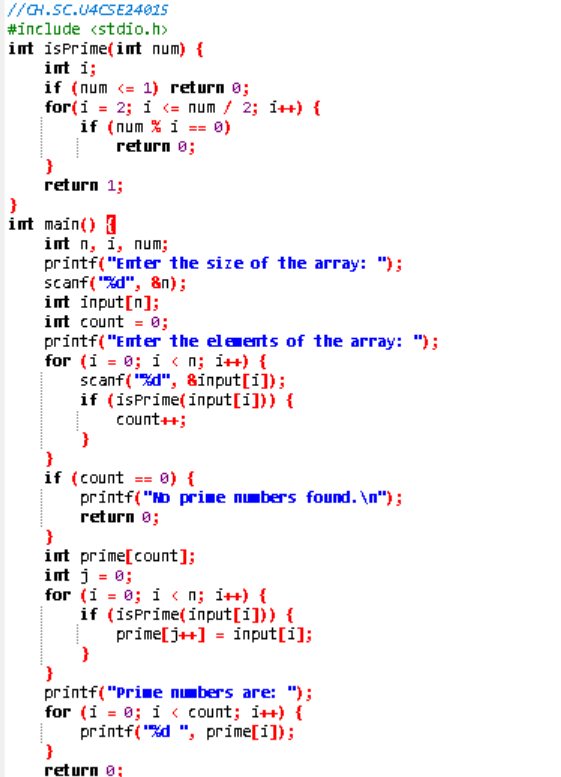 //CH.SC.U4CSE24015
#include <stdio.h>
int isPrime(int num) {
    int i;
    if (num <= 1) return 0;
    for(i = 2; i <= num / 2; i++) {
        if (num % i == 0)
            return 0;
    }
    return 1;
}
int main() {
    int n, i, num;
    printf("Enter the size of the array: ");
    scanf("%d", &n);
    int input[n];
    int count = 0;
    printf("Enter the elements of the array: ");
    for (i = 0; i < n; i++) {
        scanf("%d", &input[i]);
        if (isPrime(input[i])) {
            count++;
        }
    }
    if (count == 0) {
        printf("No prime numbers found.\n");
        return 0;
    }
    int prime[count];
    int j = 0;
    for (i = 0; i < n; i++) {
        if (isPrime(input[i])) {
            prime[j++] = input[i];
        }
    }
    printf("Prime numbers are: ");
    for (i = 0; i < count; i++) {
        printf("%d ", prime[i]);
    }
    return 0;